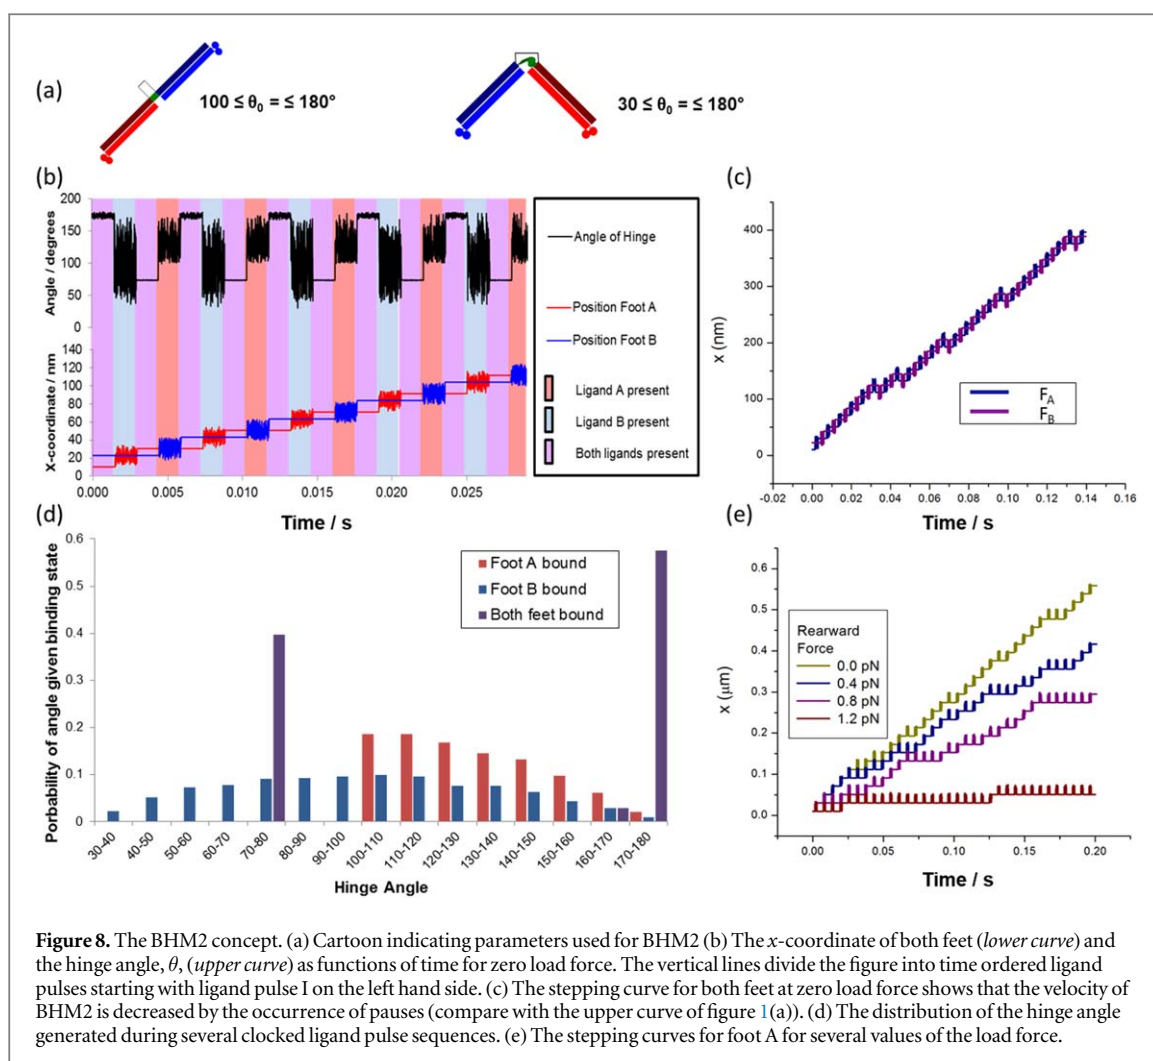 (a)
100 ≤ θ0 = ≤ 180°
30 ≤ θ0 = ≤ 180°
(b)
200
150
100
50
0
Angle / degrees
140
120
100
80
60
40
20
0
X-coordinate / nm
0.000
0.005
0.010
0.015
0.020
0.025
Time / s
Angle of Hinge
Position Foot A
Position Foot B
Ligand A present
Ligand B present
Both ligands present
(c)
400
300
200
100
0
x (nm)
FA
FB
-0.02
0.00
0.02
0.04
0.06
0.08
0.10
0.12
0.14
0.16
Time / s
(d)
0.6
0.5
0.4
0.3
0.2
0.1
0
Porbability of angle given binding state
Foot A bound
Foot B bound
Both feet bound
30-40
40-50
50-60
60-70
70-80
80-90
90-100
100-110
110-120
120-130
130-140
140-150
150-160
160-170
170-180
Hinge Angle
(e)
0.6
0.5
0.4
0.3
0.2
0.1
0.0
x (μm)
Rearward
Force
0.0 pN
0.4 pN
0.8 pN
1.2 pN
0.00
0.05
0.10
0.15
0.20
Time / s
Figure 8. The BHM2 concept. (a) Cartoon indicating parameters used for BHM2 (b) The x-coordinate of both feet (lower curve) and
the hinge angle, θ, (upper curve) as functions of time for zero load force. The vertical lines divide the figure into time ordered ligand
pulses starting with ligand pulse I on the left hand side. (c) The stepping curve for both feet at zero load force shows that the velocity of
BHM2 is decreased by the occurrence of pauses (compare with the upper curve of figure 1(a)). (d) The distribution of the hinge angle
generated during several clocked ligand pulse sequences. (e) The stepping curves for foot A for several values of the load force.